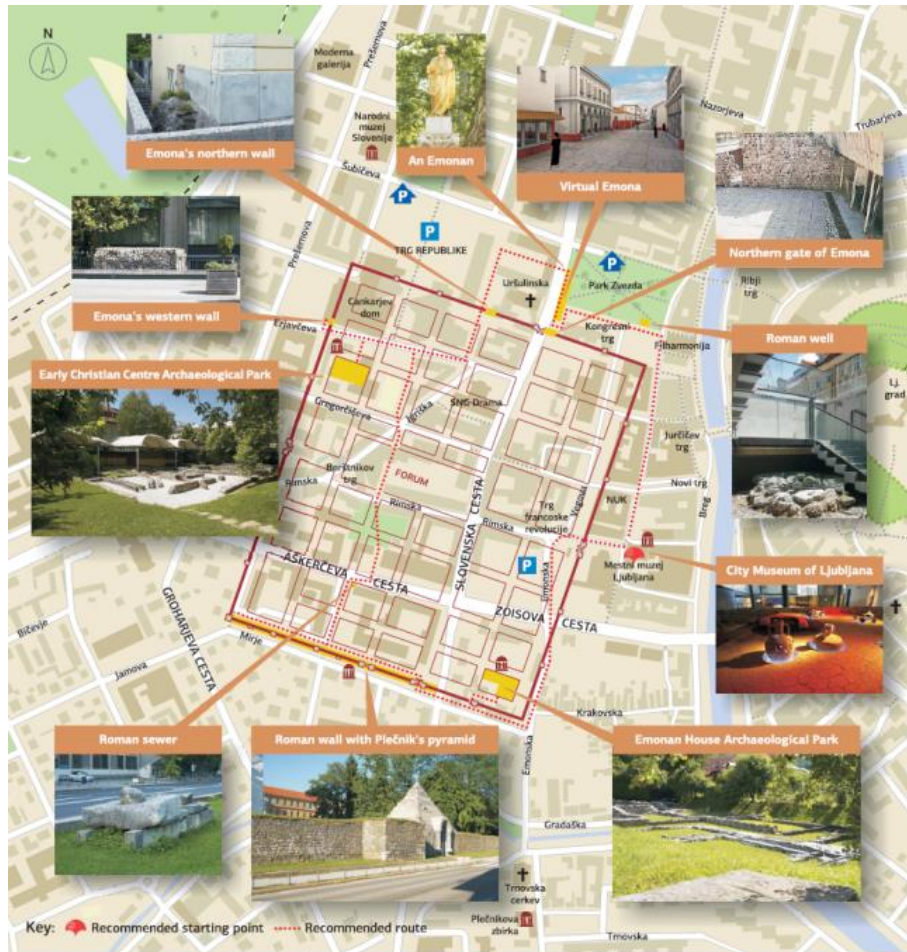 N
Moderna
galerija
Prešernova
Narodni
muzej
Slovenije
Šubičeva
Nazorjeva
Trubarjeva
Emona's northern wall
An Emonan
Virtual Emona
Northern gate of Emona
P
P
TRG REPUBLIKE
Prešernova
Uršulinska
P
Park Zvezda
Ribji
trg
Cankarjev
dom
Kongresni
trg
Filharmonija
Emona's western wall
Erjavčeva
Roman well
Lj.
grad
Early Christian Centre Archaeological Park
Gregorčičeva
Igriška
SNG Drama
Jurčičev
trg
Novi trg
Breg
Rimska
Borštnikov
trg
FORUM
Rimska
SLOVENSKA CESTA
Rimska
Trg
francoske
revolucije
Vegova
NUK
Mestni muzej
Ljubljana
City Museum of Ljubljana
AŠKERČEVA CESTA
P
Emonska
ZOISOVA CESTA
GROHARJEVA CESTA
Bičevje
Jamova
Mirje
Krakovska
Emonska
Roman sewer
Roman wall with Plečnik's pyramid
Emonan House Archaeological Park
Gradaška
Trnovska
cerkev
Plečnikova
zbirka
Trnovska
Key: Recommended starting point Recommended route